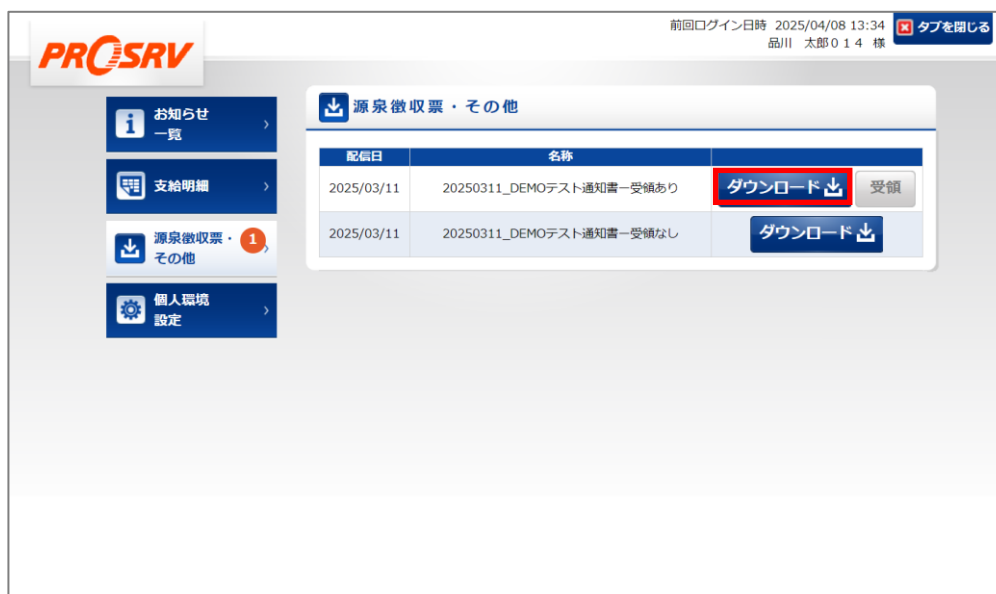 前回ログイン日時 2025/04/08 13:34
品川 太郎014 様
タブを閉じる
PROSRV
お知らせ
一覧
支給明細
源泉徴収票・
その他
1
個人環境
設定
源泉徴収票・その他
配信日 名称
2025/03/11 20250311_DEMOテスト通知書ー受領あり ダウンロード 受領
2025/03/11 20250311_DEMOテスト通知書ー受領なし ダウンロード